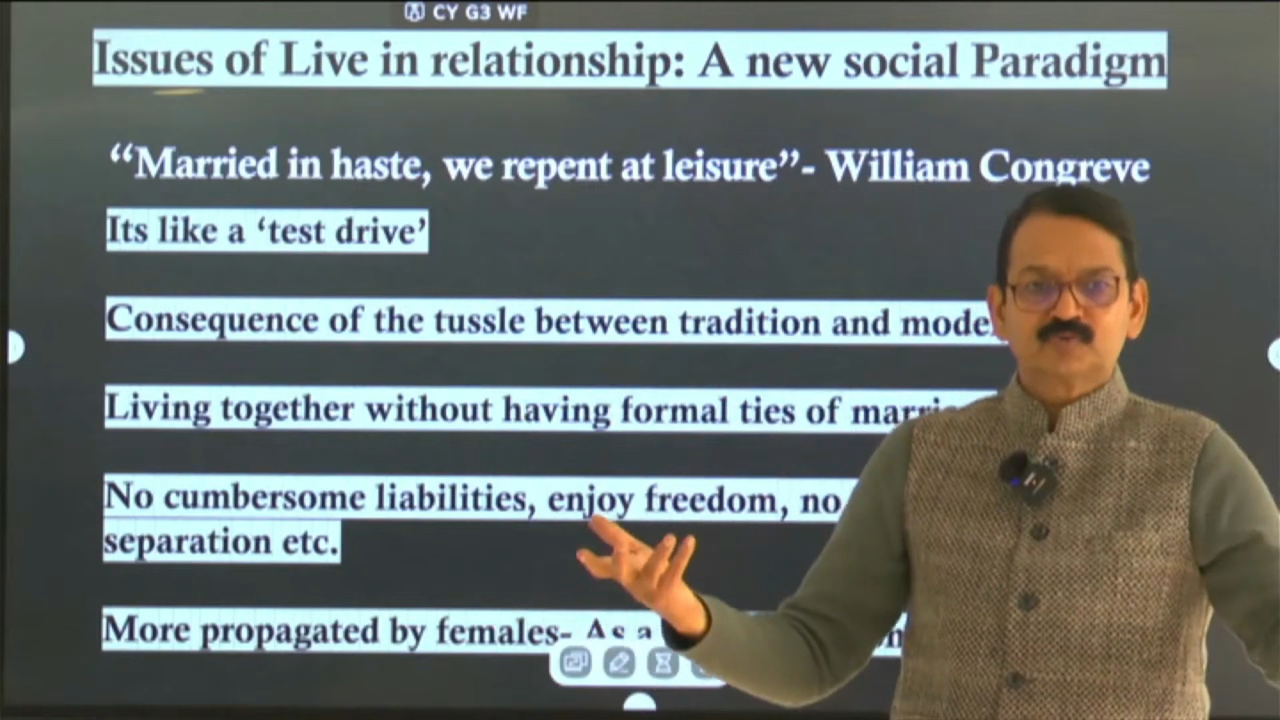 CY G3 WF
Issues of Live in relationship: A new social Paradigm
“Married in haste, we repent at leisure”- William Congreve
Its like a ‘test drive’
Consequence of the tussle between tradition and
Living together without having formal ties of
No cumbersome liabilities, enjoy freedom, no
separation etc.
More propagated by females- As a